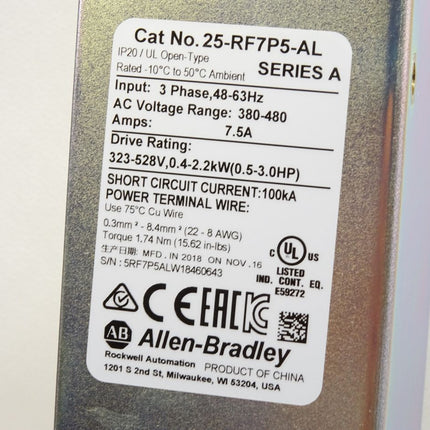 Cat No. 25-RF7P5-AL
IP20 / UL Open-Type
Rated -10°C to 50°C Ambient SERIES A
Input: 3 Phase,48-63Hz
AC Voltage Range: 380-480
Amps: 7.5A
Drive Rating:
323-528V,0.4-2.2kW(0.5-3.0HP)
SHORT CIRCUIT CURRENT:100kA
POWER TERMINAL WIRE:
Use 75°C Cu Wire
0.3mm² - 8.4mm² (22 - 8 AWG)
Torque 1.74 Nm (15.62 in-lbs)
生产日期: MFD. IN 2018 ON NOV.16
S/N : 5RF7P5ALW18460643
c UL US
LISTED
IND. CONT. EQ.
E59272
CE EAC KC
AB Allen-Bradley
Rockwell Automation PRODUCT OF CHINA
1201 S 2nd St, Milwaukee, WI 53204, USA